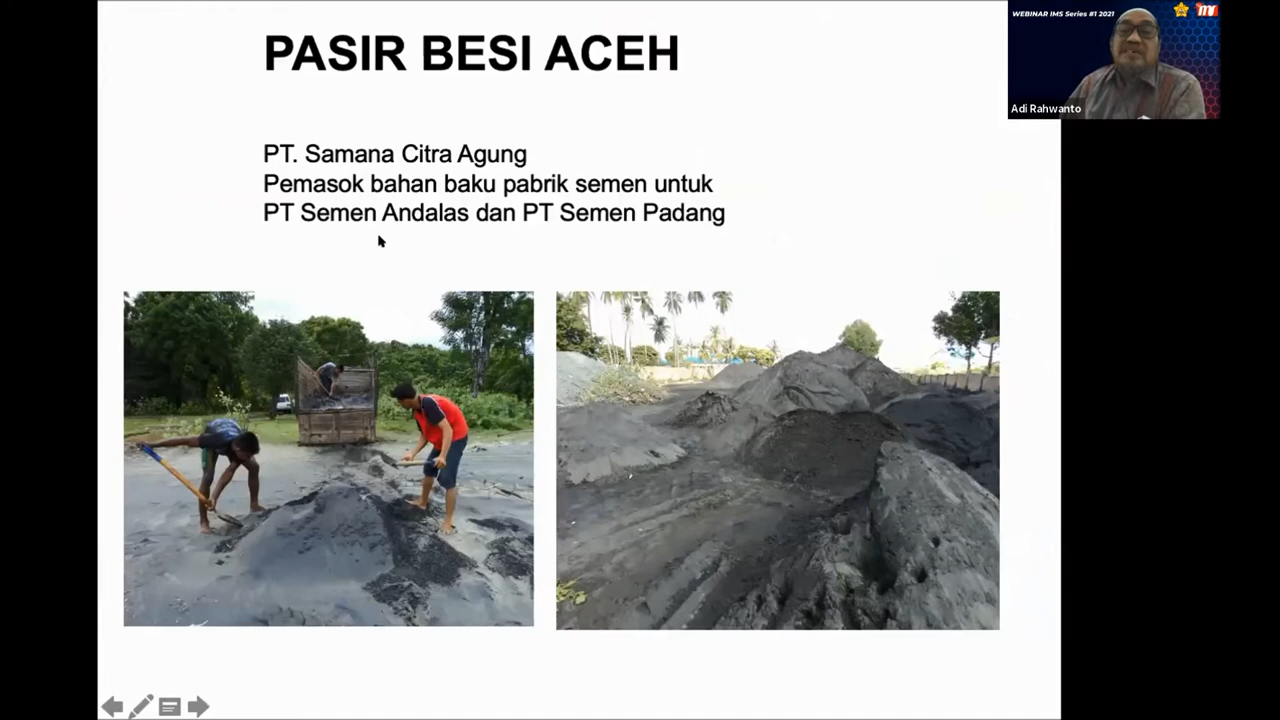 PASIR BESI ACEH
PT. Samana Citra Agung
Pemasok bahan baku pabrik semen untuk
PT Semen Andalas dan PT Semen Padang
WEBINAR IMS Series #1 2021
Adi Rahwanto